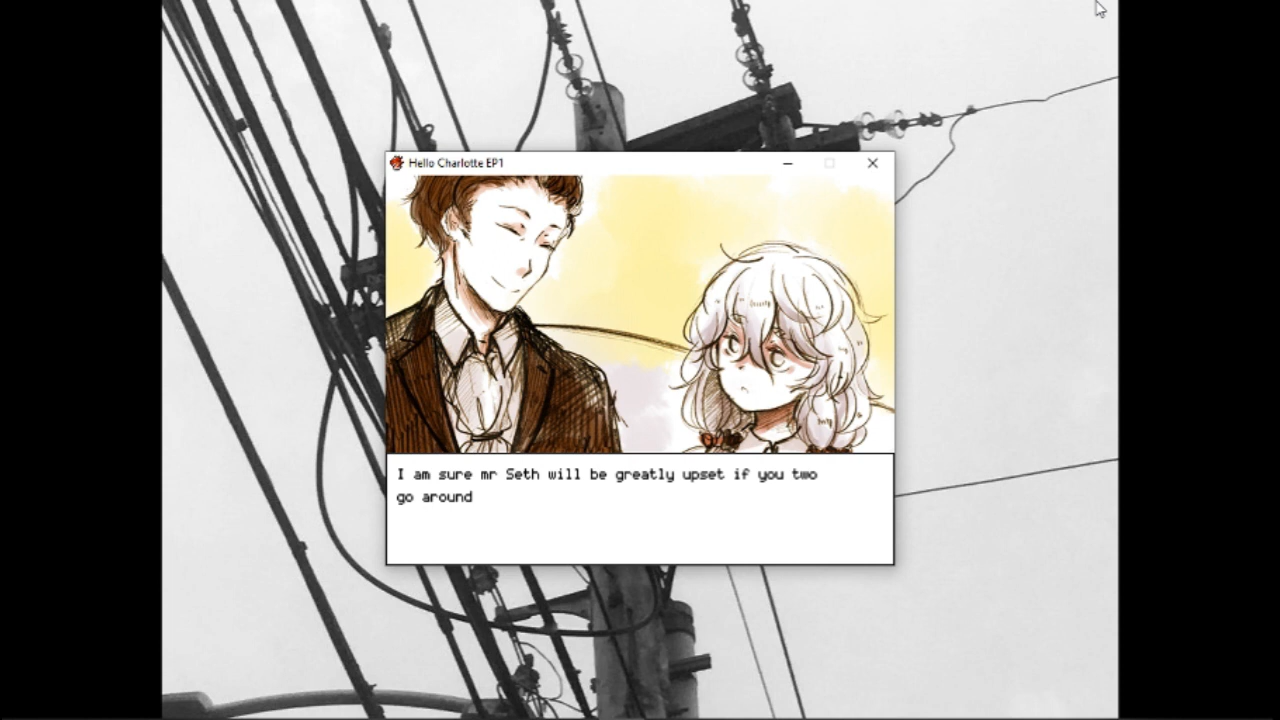 Hello Charlotte EP1
I am sure mr Seth will be greatly upset if you two
go around